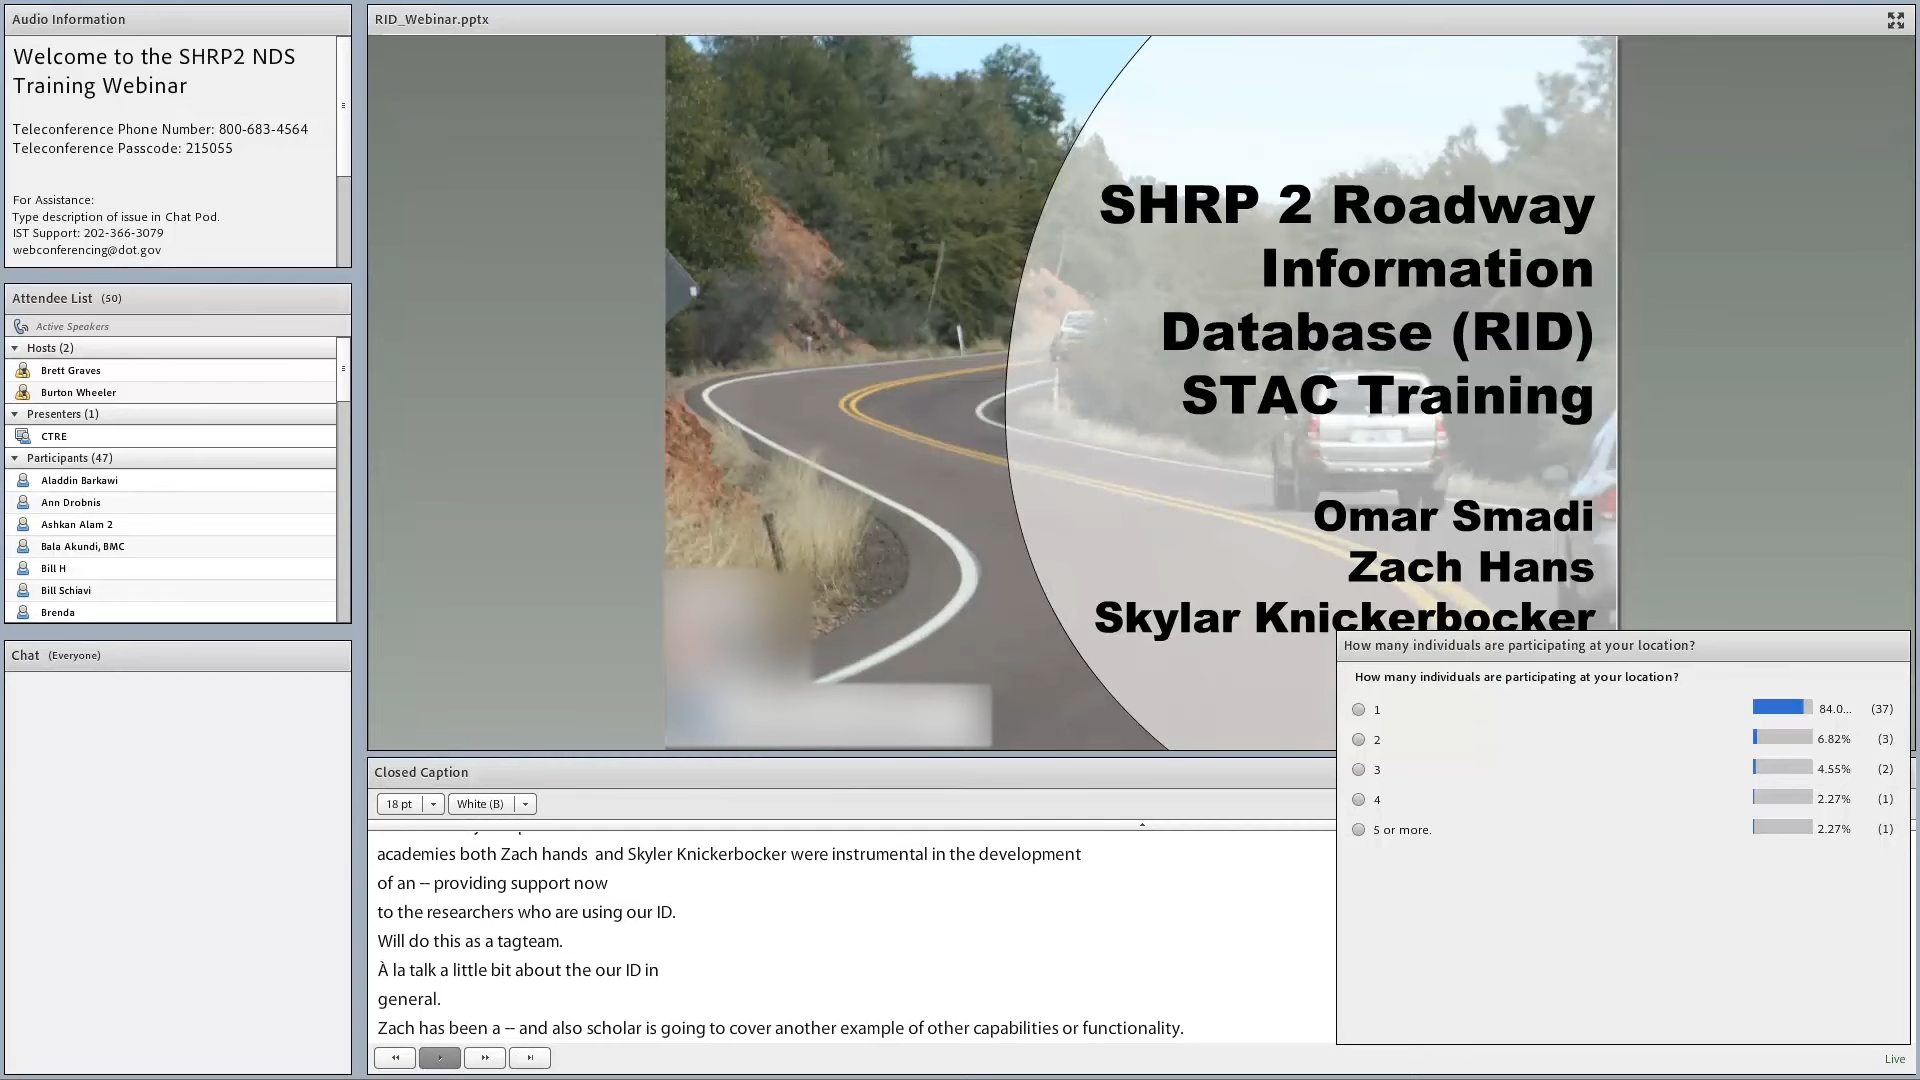 Audio Information
Welcome to the SHRP2 NDS
Training Webinar
Teleconference Phone Number: 800-683-4564
Teleconference Passcode: 215055
For Assistance:
Type description of issue in Chat Pod.
IST Support: 202-366-3079
webconferencing@dot.gov
Attendee List (50)
Active Speakers
Hosts (2)
Brett Graves
Burton Wheeler
Presenters (1)
CTRE
Participants (47)
Aladdin Barkawi
Ann Drobnis
Ashkan Alam 2
Bala Akundi, BMC
Bill H
Bill Schiavi
Brenda
Chat (Everyone)
RID_Webinar.pptx
SHRP 2 Roadway
Information
Database (RID)
STAC Training
Omar Smadi
Zach Hans
Skylar Knickerbocker
How many individuals are participating at your location?
How many individuals are participating at your location?
1 84.0... (37)
2 6.82% (3)
3 4.55% (2)
4 2.27% (1)
5 or more. 2.27% (1)
Closed Caption
18 pt White (B)
academies both Zach hands and Skyler Knickerbocker were instrumental in the development
of an -- providing support now
to the researchers who are using our ID.
Will do this as a tagteam.
À la talk a little bit about the our ID in
general.
Zach has been a -- and also scholar is going to cover another example of other capabilities or functionality.
Live